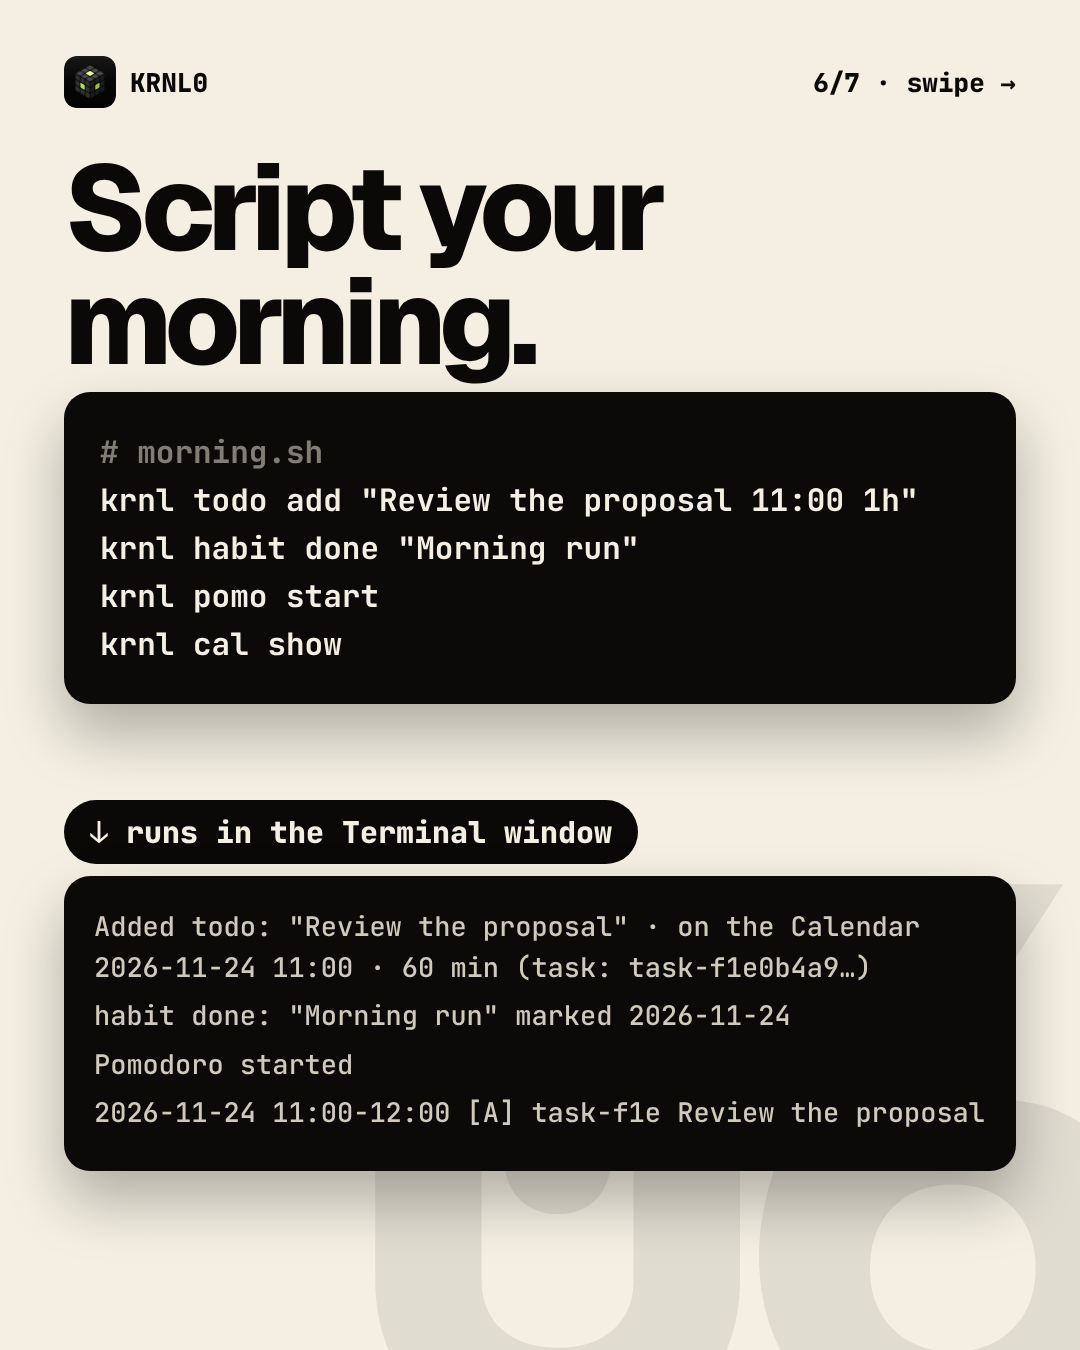 KRNL0
6/7 · swipe →
Script your
morning.
# morning.sh
krnl todo add "Review the proposal 11:00 1h"
krnl habit done "Morning run"
krnl pomo start
krnl cal show
↓ runs in the Terminal window
Added todo: "Review the proposal" · on the Calendar
2026-11-24 11:00 · 60 min (task: task-f1e0b4a9…)
habit done: "Morning run" marked 2026-11-24
Pomodoro started
2026-11-24 11:00-12:00 [A] task-f1e Review the proposal